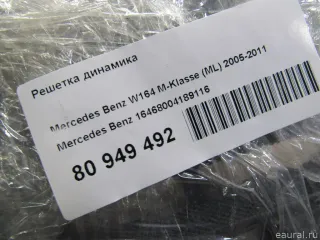 Решетка динамика
Mercedes Benz W164 M-Klasse (ML) 2005-2011
Mercedes Benz 16468004189116
80 949 492
eaural.ru